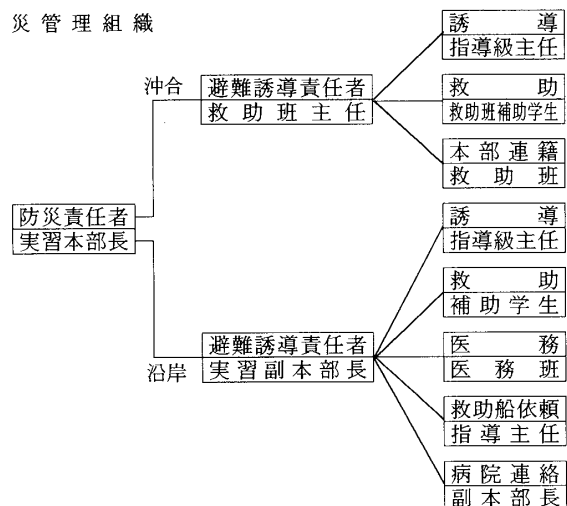 災管理組織
防災責任者
実習本部長
沖合
避難誘導責任者
救助班主任
誘導
指導級主任
救助
救助班補助学生
本部連籍
救助班
沿岸
避難誘導責任者
実習副本部長
誘導
指導級主任
救助
補助学生
医務
医務班
救助船依頼
指導主任
病院連絡
副本部長